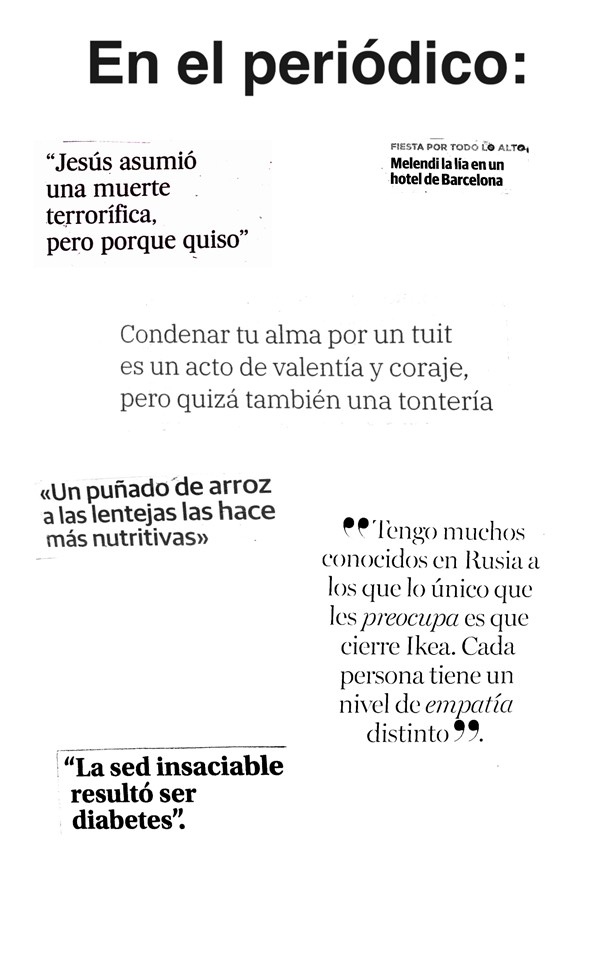 En el periódico:
“Jesús asumió
una muerte
terrorífica,
pero porque quiso”
FIESTA POR TODO LO ALTO
Melendi la lía en un
hotel de Barcelona
Condenar tu alma por un tuit
es un acto de valentía y coraje,
pero quizá también una tontería
«Un puñado de arroz
a las lentejas las hace
más nutritivas»
❝Tengo muchos
conocidos en Rusia a
los que lo único que
les preocupa es que
cierre Ikea. Cada
persona tiene un
nivel de empatía
distinto❞.
“La sed insaciable
resultó ser
diabetes”.